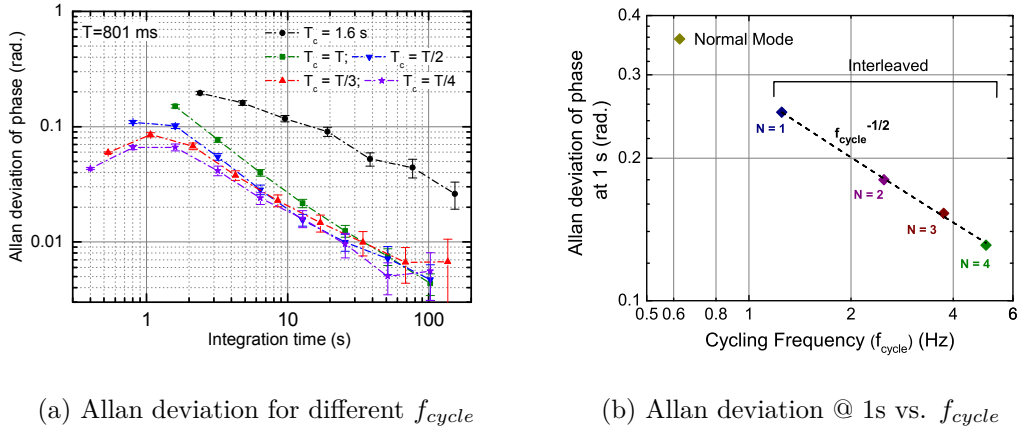 (a)
T=801 ms
T_c = 1.6 s
T_c = T; T_c = T/2
T_c = T/3; T_c = T/4
Allan deviation of phase (rad.)
1
0.1
0.01
1 10 100
Integration time (s)
(b)
Normal Mode
Interleaved
f_cycle^-1/2
N = 1
N = 2
N = 3
N = 4
Allan deviation of phase
at 1 s (rad.)
0.4
0.3
0.2
0.1
0.5 0.6 0.8 1 2 4 6
Cycling Frequency (f_cycle) (Hz)
(a) Allan deviation for different f_cycle
(b) Allan deviation @ 1s vs. f_cycle